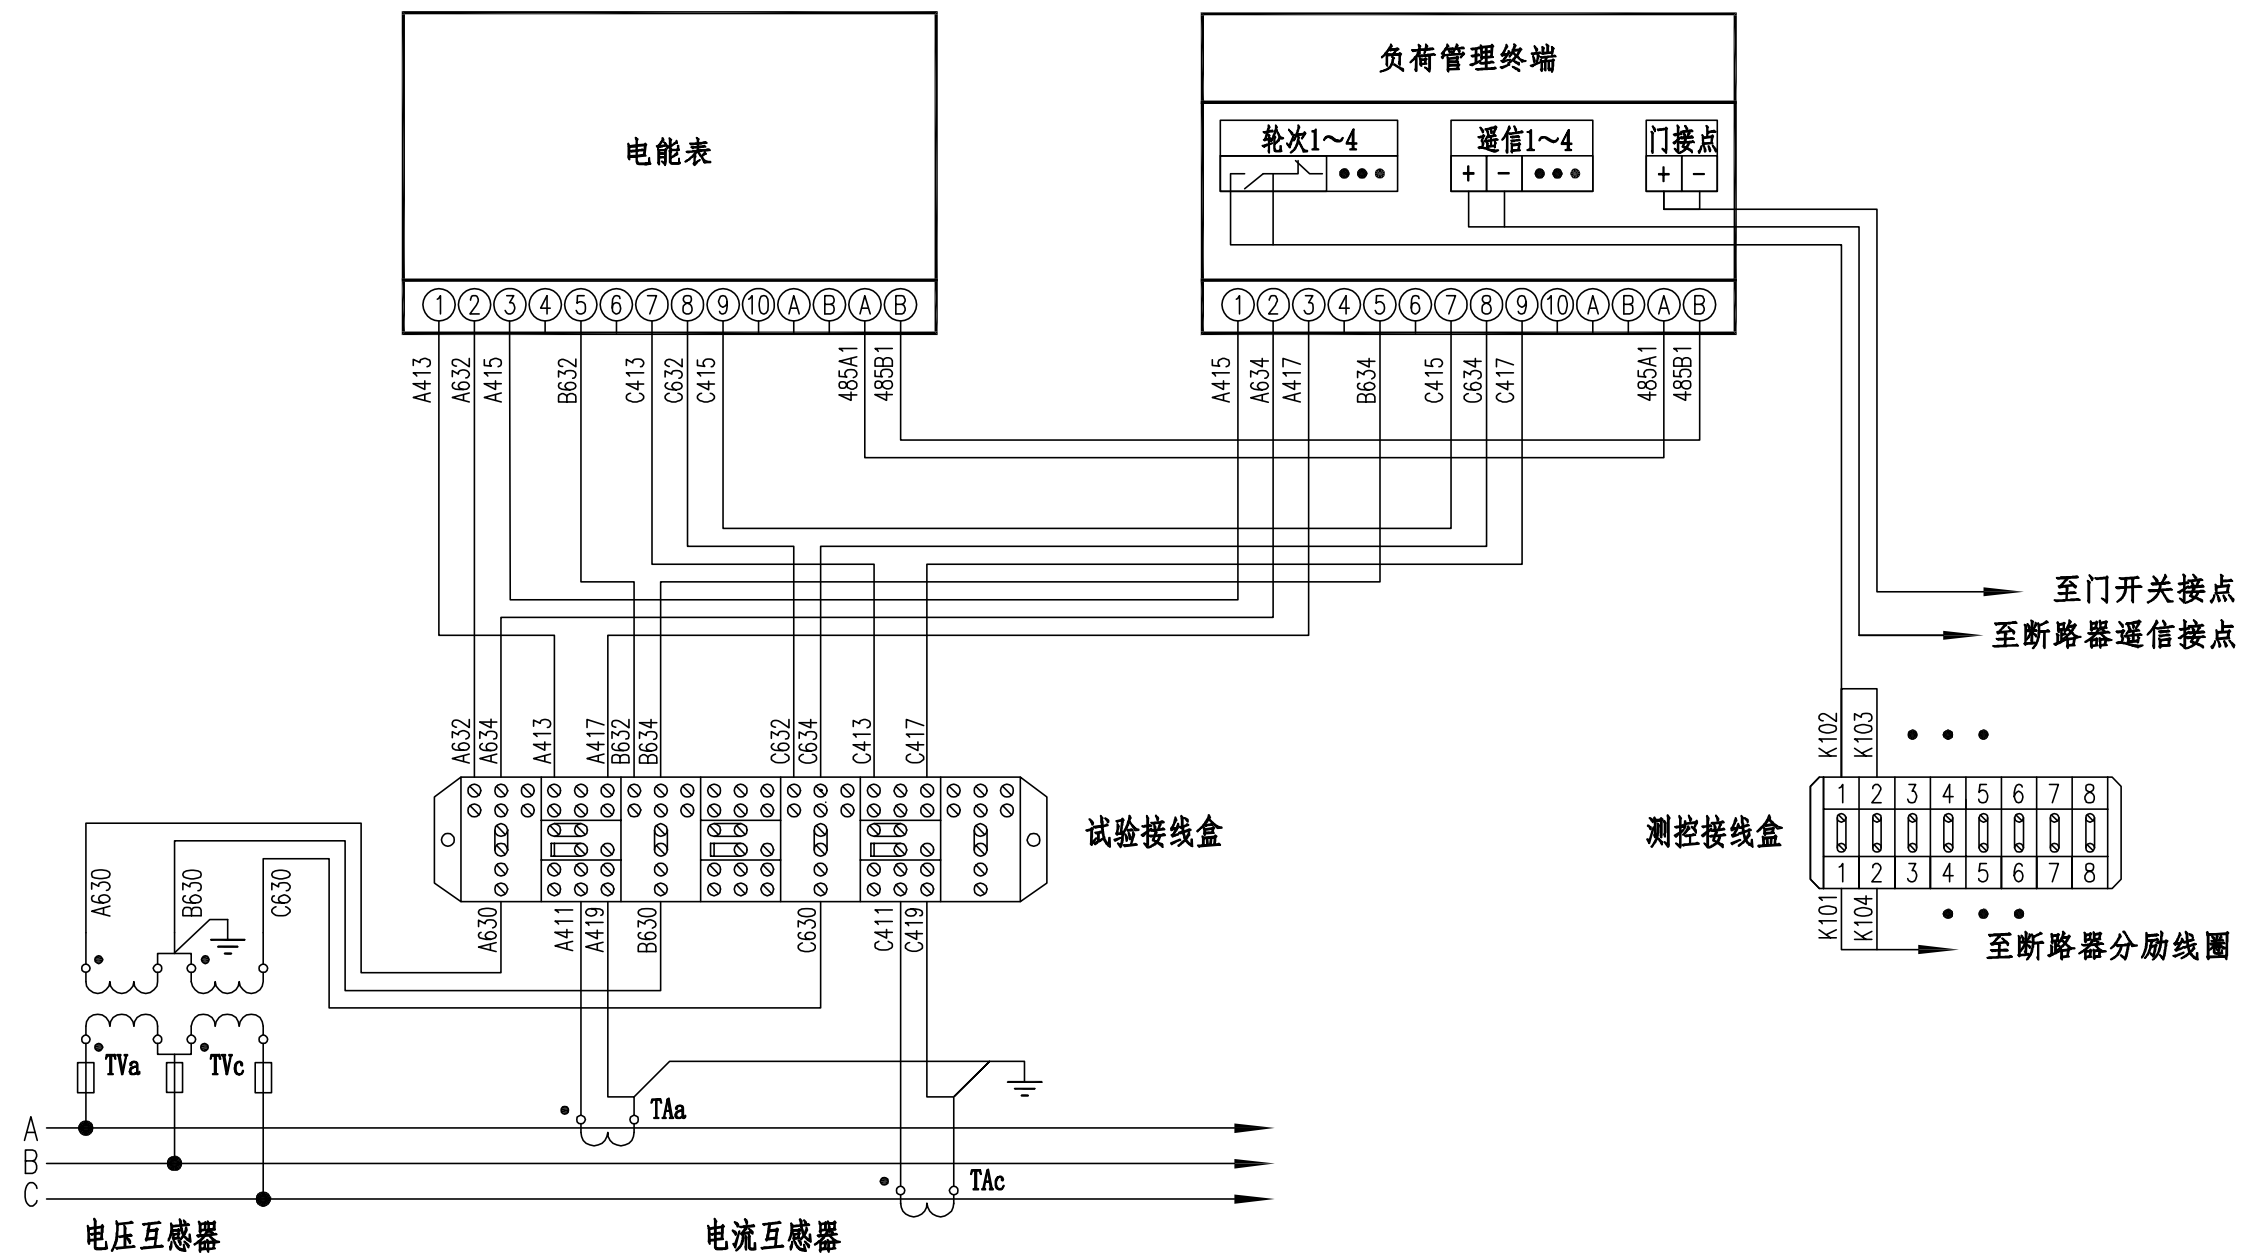 电能表
负荷管理终端
轮次1～4
遥信1～4
门接点
+ −
+ −
1 2 3 4 5 6 7 8 9 10 A B A B
1 2 3 4 5 6 7 8 9 10 A B A B
A413 A632 A415 B632 C413 C632 C415 485A1 485B1
A415 A634 A417 B634 C415 C634 C417 485A1 485B1
至门开关接点
至断路器遥信接点
A632 A634 A413 A417 B632 B634 C632 C634 C413 C417
K102 K103
试验接线盒
测控接线盒
1 2 3 4 5 6 7 8
1 2 3 4 5 6 7 8
A630 B630 C630
A630 A411 A419 B630 C630 C411 C419
K101 K104
至断路器分励线圈
TVa TVc
TAa
TAc
A
B
C
电压互感器
电流互感器